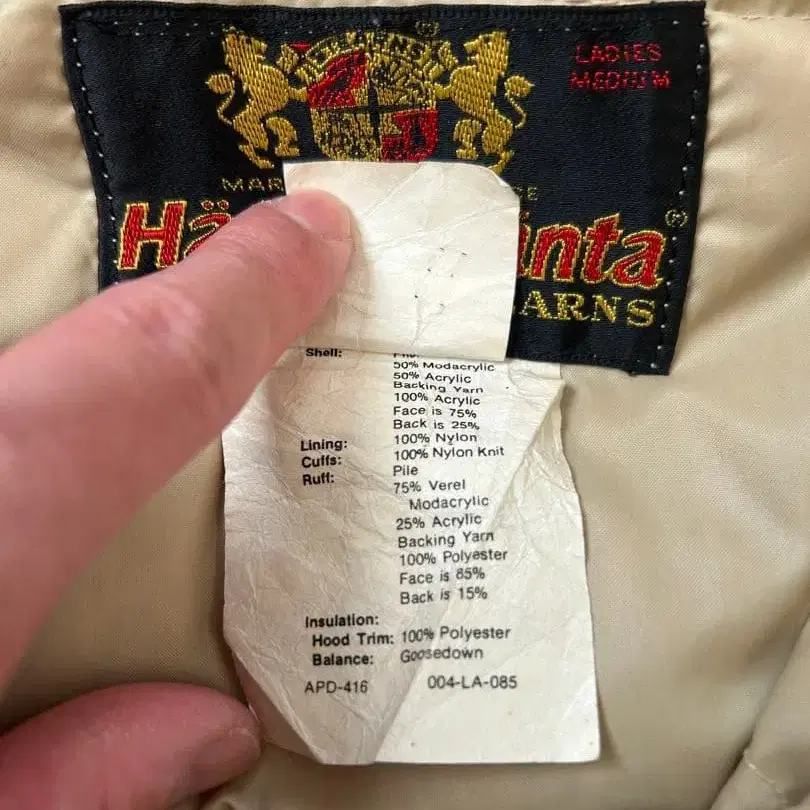 LADIES
MEDIUM
Hä
änta
ARNS
Shell:
50% Modacrylic
50% Acrylic
Backing Yarn
100% Acrylic
Face is 75%
Back is 25%
Lining: 100% Nylon
Cuffs: 100% Nylon Knit
Ruff: Pile
75% Verel
Modacrylic
25% Acrylic
Backing Yarn
100% Polyester
Face is 85%
Back is 15%
Insulation:
Hood Trim: 100% Polyester
Balance: Goosedown
APD-416 004-LA-085